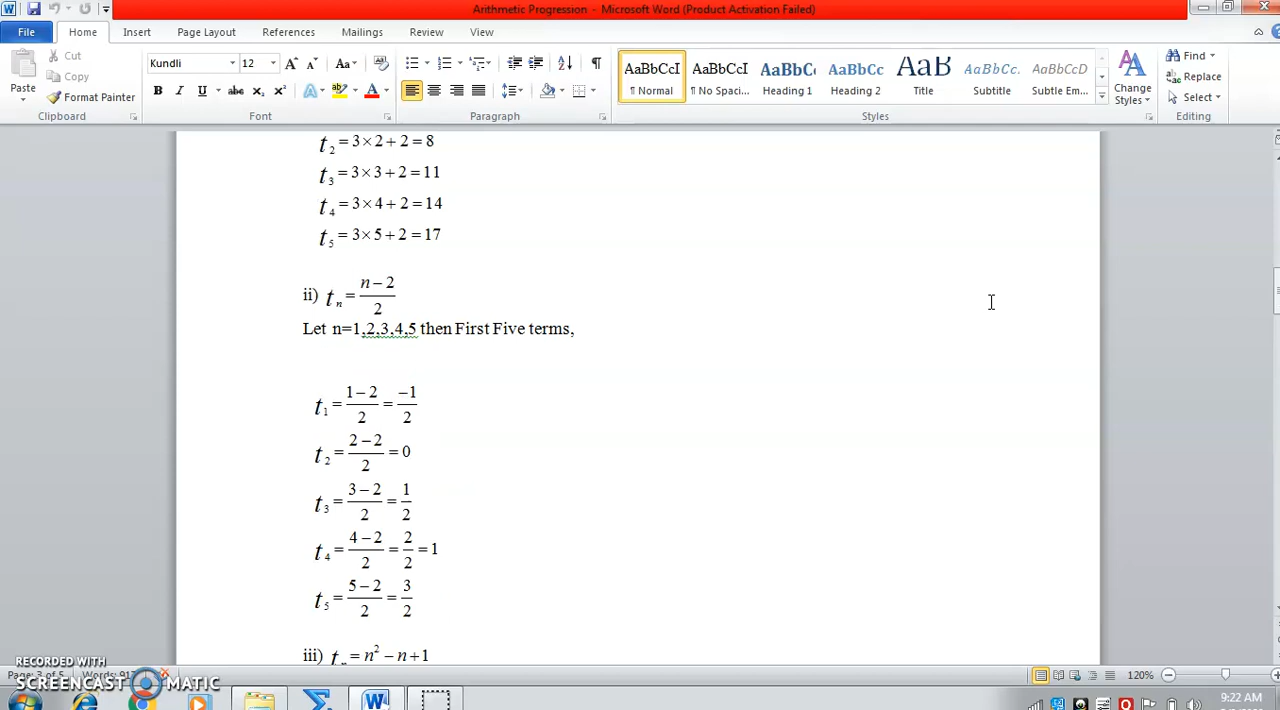 Arithmetic Progression - Microsoft Word (Product Activation Failed)
File Home Insert Page Layout References Mailings Review View
Paste Cut Copy Format Painter
Kundli 12
AaBbCcI AaBbCcI AaBbC AaBbCc AaB AaBbCc. AaBbCcD
¶ Normal ¶ No Spaci... Heading 1 Heading 2 Title Subtitle Subtle Em...
Change Styles
Find Replace Select
Clipboard Font Paragraph Styles Editing
t₂ = 3×2+2 = 8
t₃ = 3×3+2 = 11
t₄ = 3×4+2 = 14
t₅ = 3×5+2 = 17
ii) tₙ = (n−2)/2
Let n=1,2,3,4,5 then First Five terms,
t₁ = (1−2)/2 = −1/2
t₂ = (2−2)/2 = 0
t₃ = (3−2)/2 = 1/2
t₄ = (4−2)/2 = 2/2 = 1
t₅ = (5−2)/2 = 3/2
iii) tₙ = n²−n+1
RECORDED WITH
SCREENCAST MATIC
120%
9:22 AM